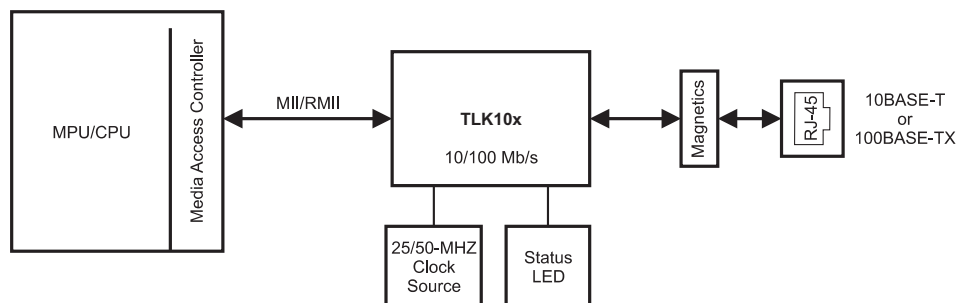 MPU/CPU
Media Access Controller
MII/RMII
TLK10x
10/100 Mb/s
Magnetics
RJ-45
10BASE-T
or
100BASE-TX
25/50-MHZ
Clock
Source
Status
LED